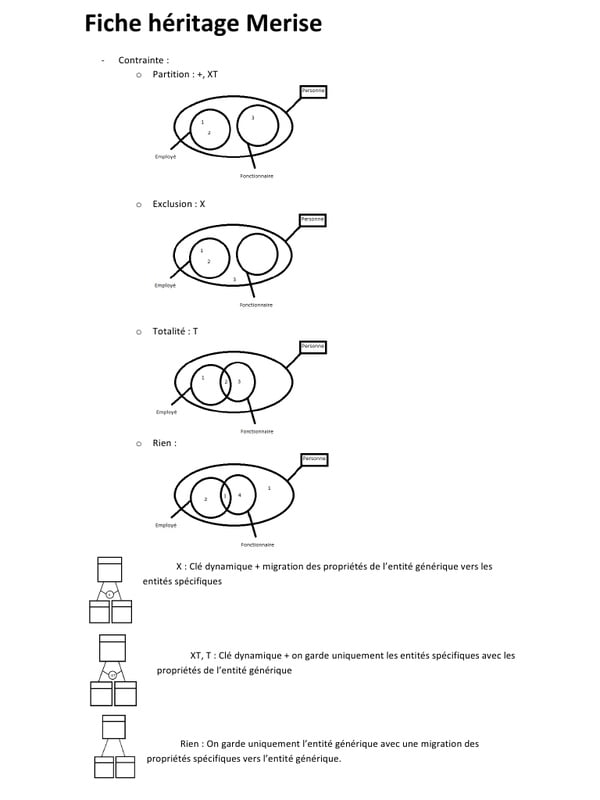 Fiche héritage Merise
- Contrainte :
o Partition : +, XT
Personne
1
2
3
Employé
Fonctionnaire
o Exclusion : X
Personne
1
2
3
Employé
Fonctionnaire
o Totalité : T
Personne
1
2
3
Employé
Fonctionnaire
o Rien :
Personne
1
2
4
Employé
Fonctionnaire
X : Clé dynamique + migration des propriétés de l'entité générique vers les
entités spécifiques
XT, T : Clé dynamique + on garde uniquement les entités spécifiques avec les
propriétés de l'entité générique
Rien : On garde uniquement l'entité générique avec une migration des
propriétés spécifiques vers l'entité générique.